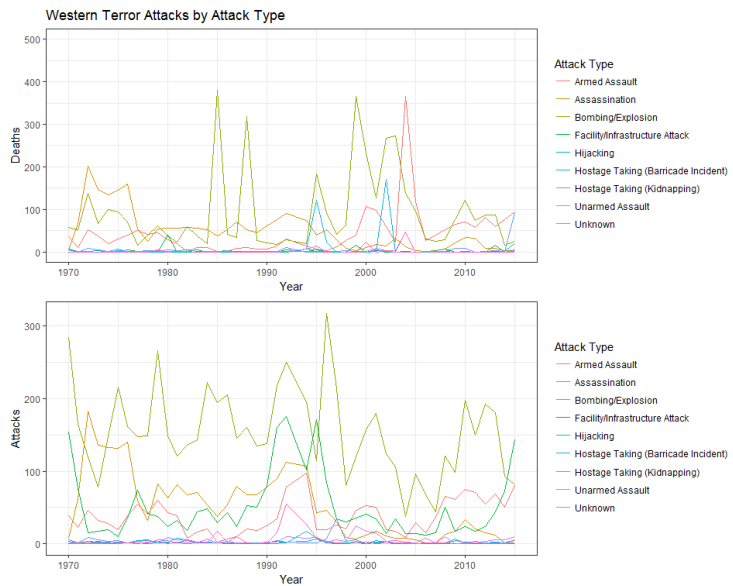 Western Terror Attacks by Attack Type
500
400
300
200
100
0
Deaths
1970
1980
1990
2000
2010
Year
Attack Type
Armed Assault
Assassination
Bombing/Explosion
Facility/Infrastructure Attack
Hijacking
Hostage Taking (Barricade Incident)
Hostage Taking (Kidnapping)
Unarmed Assault
Unknown
300
200
100
0
Attacks
1970
1980
1990
2000
2010
Year
Attack Type
Armed Assault
Assassination
Bombing/Explosion
Facility/Infrastructure Attack
Hijacking
Hostage Taking (Barricade Incident)
Hostage Taking (Kidnapping)
Unarmed Assault
Unknown